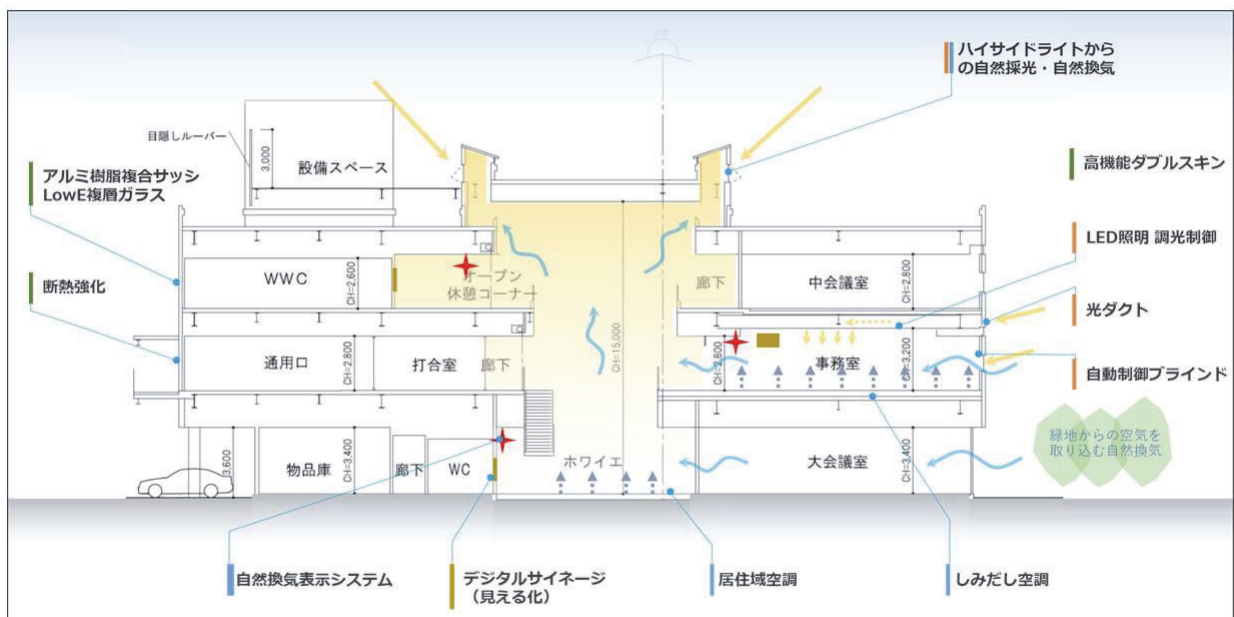 ハイサイドライトから
の自然採光・自然換気
目隠しルーバー
3,000
設備スペース
アルミ樹脂複合サッシ
LowE複層ガラス
高機能ダブルスキン
LED照明 調光制御
断熱強化
WWC
CH=2,600
オープン
休憩コーナー
廊下
中会議室
CH=2,800
CH=15,000
光ダクト
通用口
CH=2,800
打合室
廊下
CH=2,800
事務室
CH=3,200
自動制御ブラインド
緑地からの空気を
取り込む自然換気
3,600
物品庫
CH=3,400
廊下
WC
ホワイエ
大会議室
CH=3,400
自然換気表示システム
デジタルサイネージ
（見える化）
居住域空調
しみだし空調